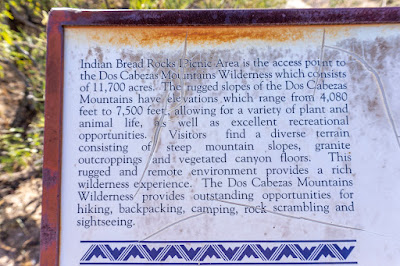 Indian Bread Rocks Picnic Area is the access point to
the Dos Cabezas Mountains Wilderness which consists
of 11,700 acres. The rugged slopes of the Dos Cabezas
Mountains have elevations which range from 4,080
feet to 7,500 feet, allowing for a variety of plant and
animal life, as well as excellent recreational
opportunities. Visitors find a diverse terrain
consisting of steep mountain slopes, granite
outcroppings and vegetated canyon floors. This
rugged and remote environment provides a rich
wilderness experience. The Dos Cabezas Mountains
Wilderness provides outstanding opportunities for
hiking, backpacking, camping, rock scrambling and
sightseeing.